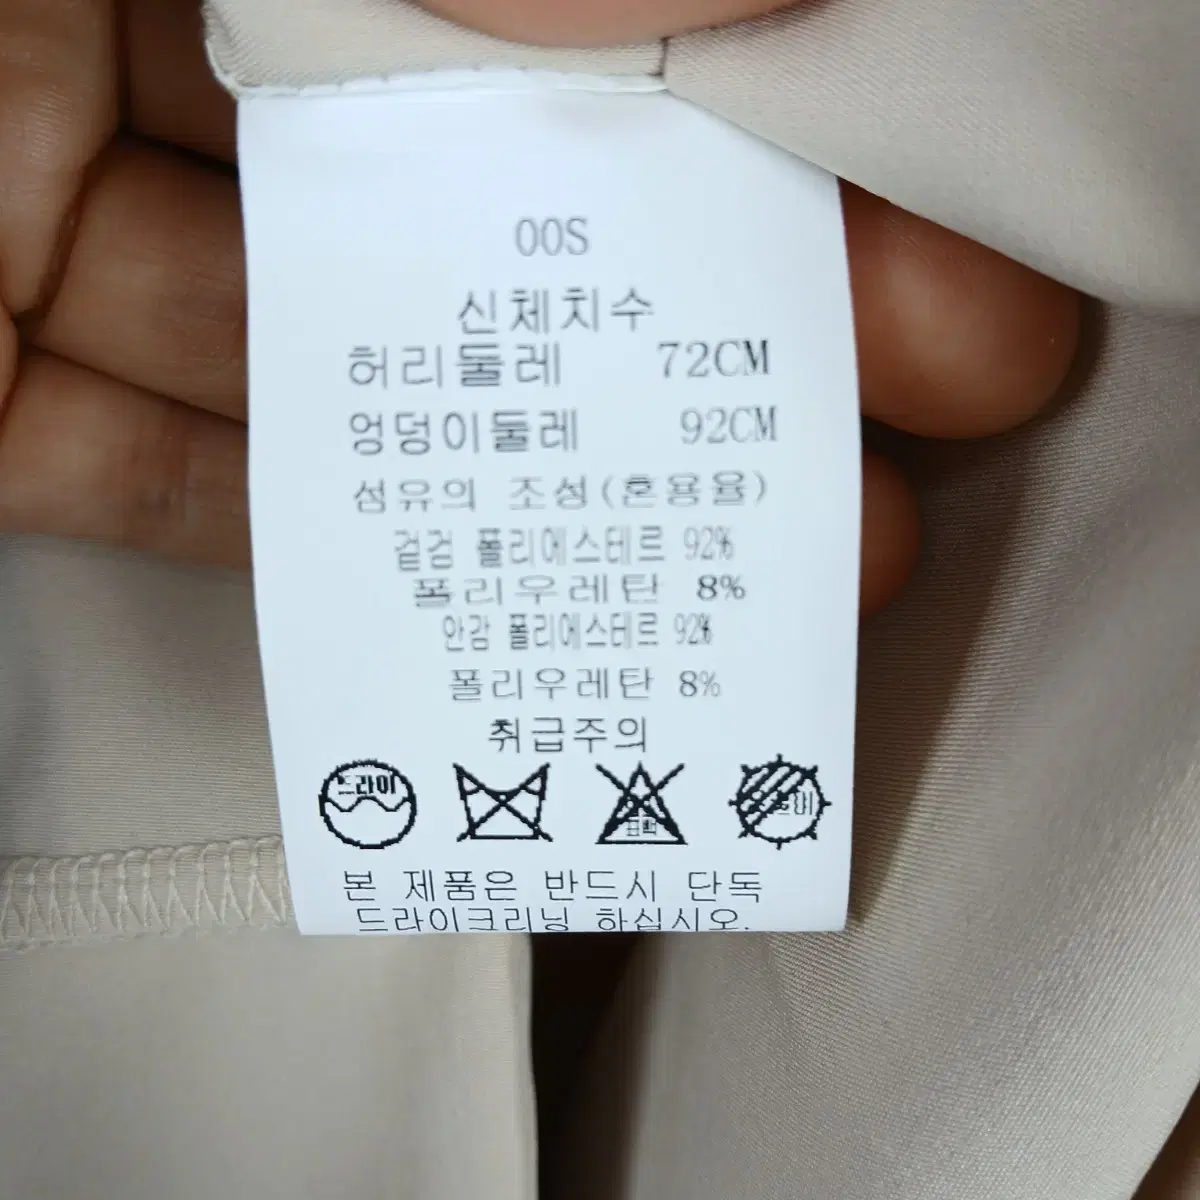 00S
신체치수
허리둘레 72CM
엉덩이둘레 92CM
섬유의 조성(혼용율)
겉검 폴리에스테르 92%
폴리우레탄 8%
안감 폴리에스테르 92%
폴리우레탄 8%
취급주의
드라이 표백
본 제품은 반드시 단독
드라이크리닝 하십시오.